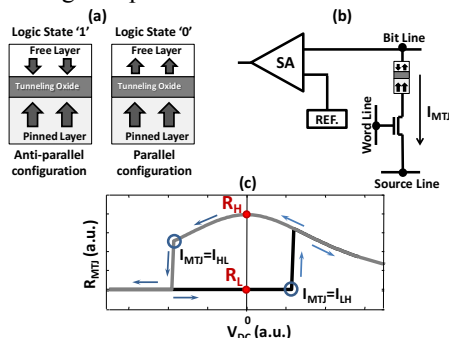 (a)
Logic State '1'
Free Layer
Tunneling Oxide
Pinned Layer
Anti-parallel
configuration
Logic State '0'
Free Layer
Tunneling Oxide
Pinned Layer
Parallel
configuration
(b)
Bit Line
SA
REF.
Word Line
I_MTJ
Source Line
(c)
R_MTJ (a.u.)
R_H
I_MTJ=I_HL
R_L
I_MTJ=I_LH
0
V_DC (a.u.)